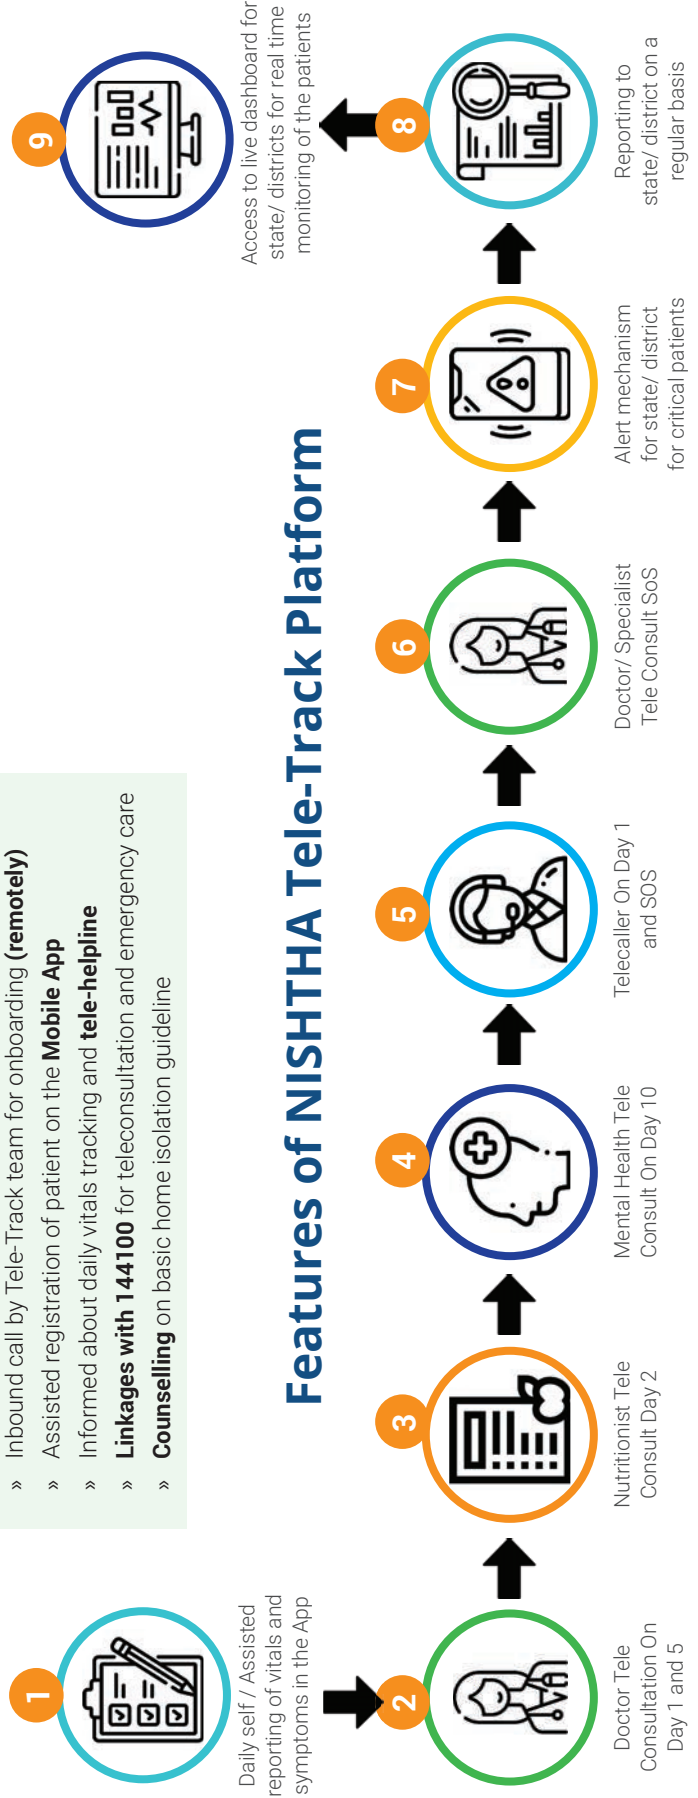 » Inbound call by Tele-Track team for onboarding (remotely)
» Assisted registration of patient on the Mobile App
» Informed about daily vitals tracking and tele-helpline
» Linkages with 144100 for teleconsultation and emergency care
» Counselling on basic home isolation guideline
Features of NISHTHA Tele-Track Platform
1
Daily self / Assisted
reporting of vitals and
symptoms in the App
2
Doctor Tele
Consultation On
Day 1 and 5
3
Nutritionist Tele
Consult Day 2
4
Mental Health Tele
Consult On Day 10
5
Telecaller On Day 1
and SOS
6
Doctor/ Specialist
Tele Consult SoS
7
Alert mechanism
for state/ district
for critical patients
8
Reporting to
state/ district on a
regular basis
9
Access to live dashboard for
state/ districts for real time
monitoring of the patients